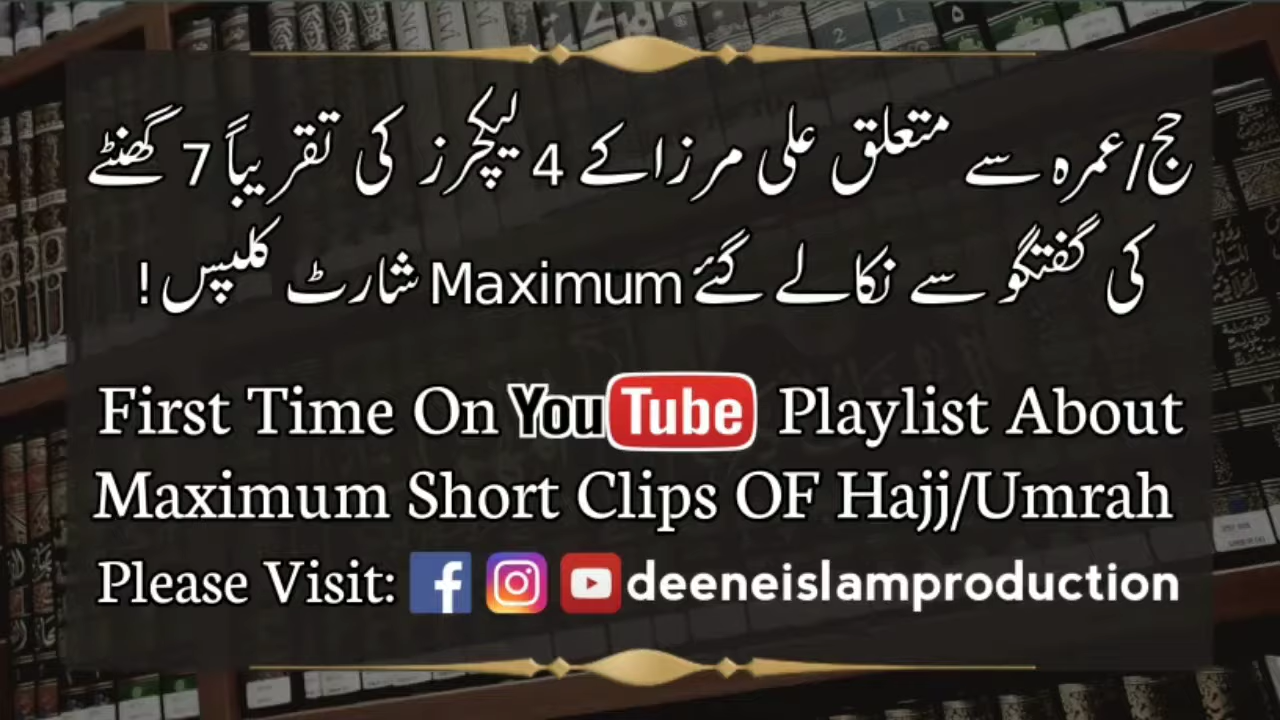 حج/عمرہ سے متعلق علی مرزا کے 4 لیکچرز کی تقریباً 7 گھنٹے
کی گفتگو سے نکالے گئے Maximum شارٹ کلپس !
First Time On YouTube Playlist About
Maximum Short Clips OF Hajj/Umrah
Please Visit: deeneislamproduction